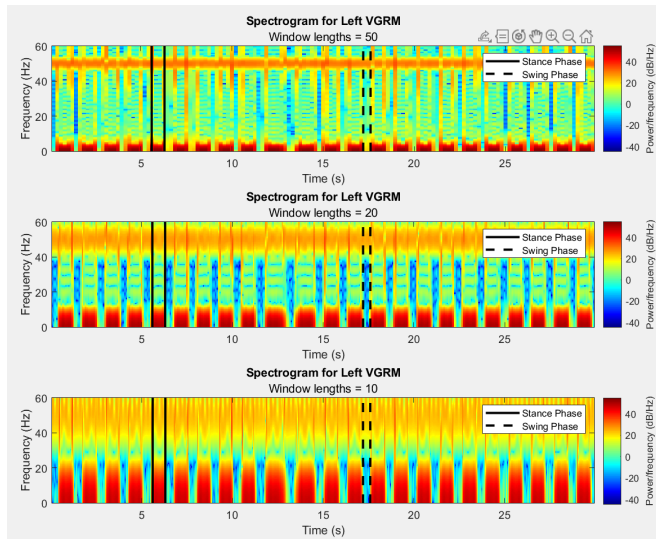 Spectrogram for Left VGRM
Window lengths = 50
60
40
20
0
Frequency (Hz)
5
10
15
20
25
Time (s)
Stance Phase
Swing Phase
40
20
0
-20
-40
Power/frequency (dB/Hz)
Spectrogram for Left VGRM
Window lengths = 20
60
40
20
0
Frequency (Hz)
5
10
15
20
25
Time (s)
Stance Phase
Swing Phase
40
20
0
-20
-40
Power/frequency (dB/Hz)
Spectrogram for Left VGRM
Window lengths = 10
60
40
20
0
Frequency (Hz)
5
10
15
20
25
Time (s)
Stance Phase
Swing Phase
40
20
0
-20
-40
Power/frequency (dB/Hz)